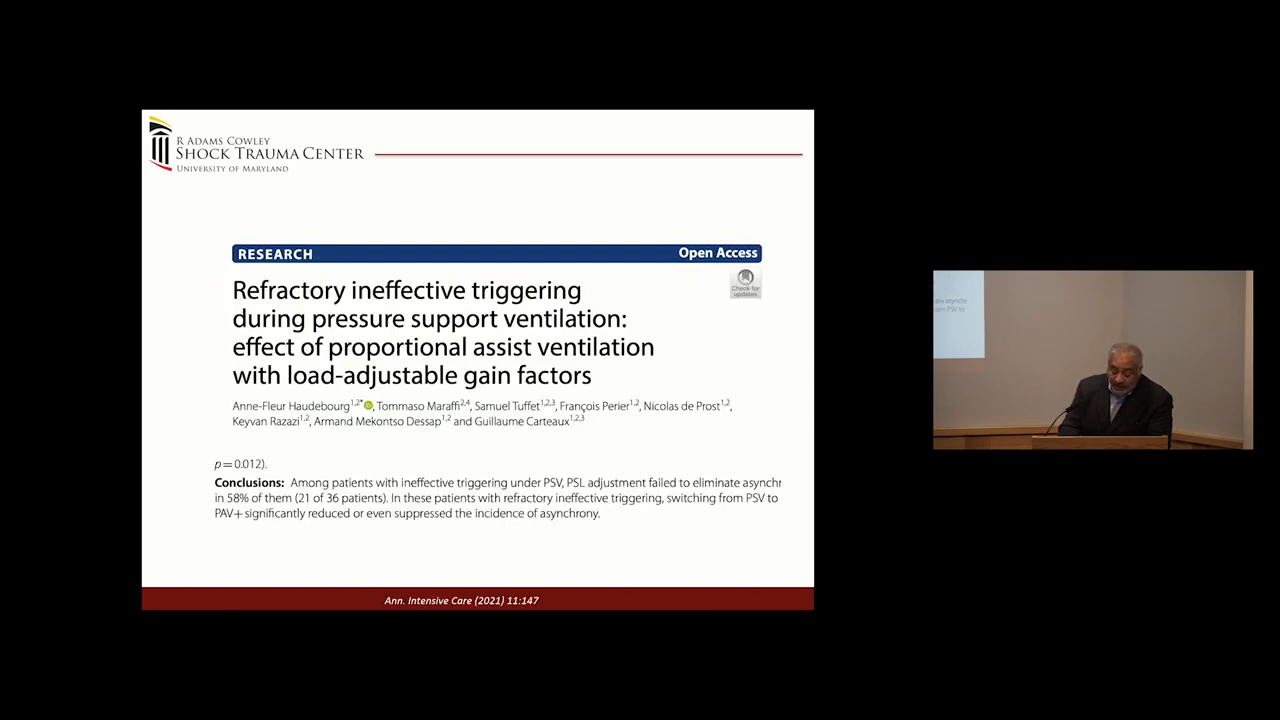 R ADAMS COWLEY
SHOCK TRAUMA CENTER
UNIVERSITY OF MARYLAND
RESEARCH
Open Access
Check for
updates
Refractory ineffective triggering
during pressure support ventilation:
effect of proportional assist ventilation
with load-adjustable gain factors
Anne-Fleur Haudebourg1,2*, Tommaso Maraffi2,4, Samuel Tuffet1,2,3, François Perier1,2, Nicolas de Prost1,2,
Keyvan Razazi1,2, Armand Mekontso Dessap1,2 and Guillaume Carteaux1,2,3
p = 0.012).
Conclusions: Among patients with ineffective triggering under PSV, PSL adjustment failed to eliminate asynchr
in 58% of them (21 of 36 patients). In these patients with refractory ineffective triggering, switching from PSV to
PAV+ significantly reduced or even suppressed the incidence of asynchrony.
Ann. Intensive Care (2021) 11:147